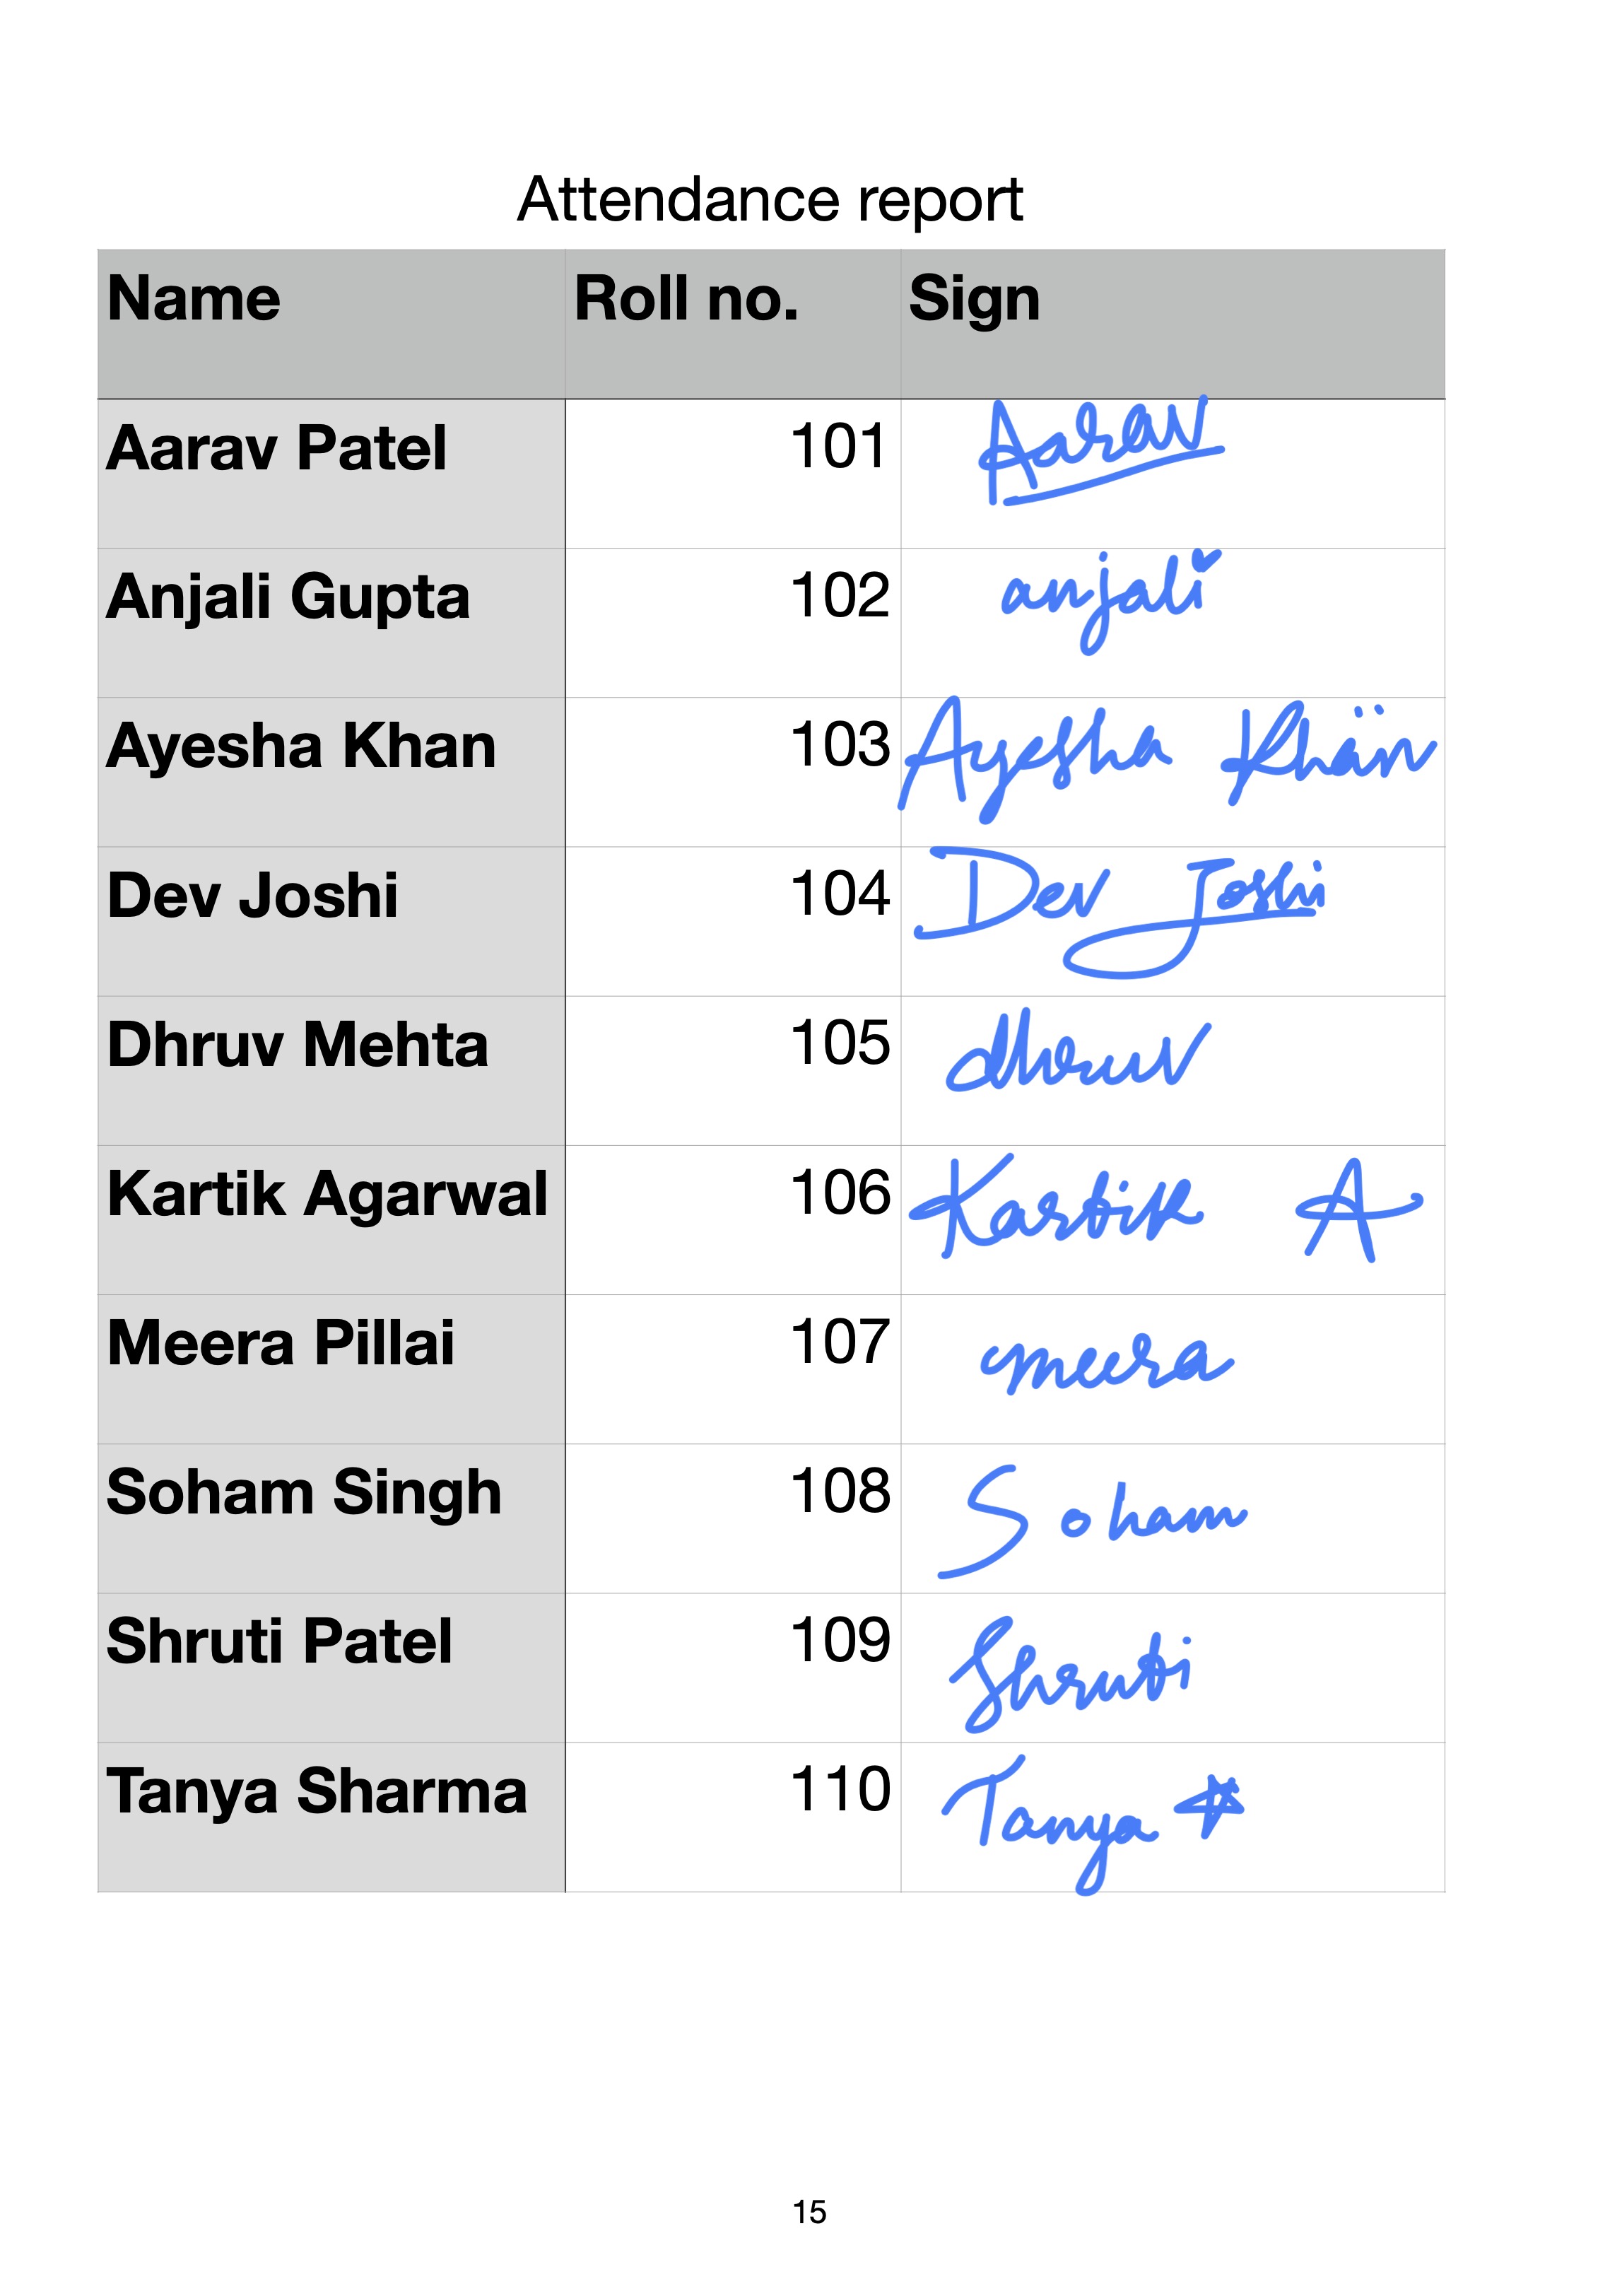 Attendance report
Name Roll no. Sign
Aarav Patel 101 Aarav
Anjali Gupta 102 anjali
Ayesha Khan 103 Ayesha Khan
Dev Joshi 104 Dev Joshi
Dhruv Mehta 105 dhruv
Kartik Agarwal 106 Kartik A
Meera Pillai 107 meera
Soham Singh 108 Soham
Shruti Patel 109 Shruti
Tanya Sharma 110 Tanya
15